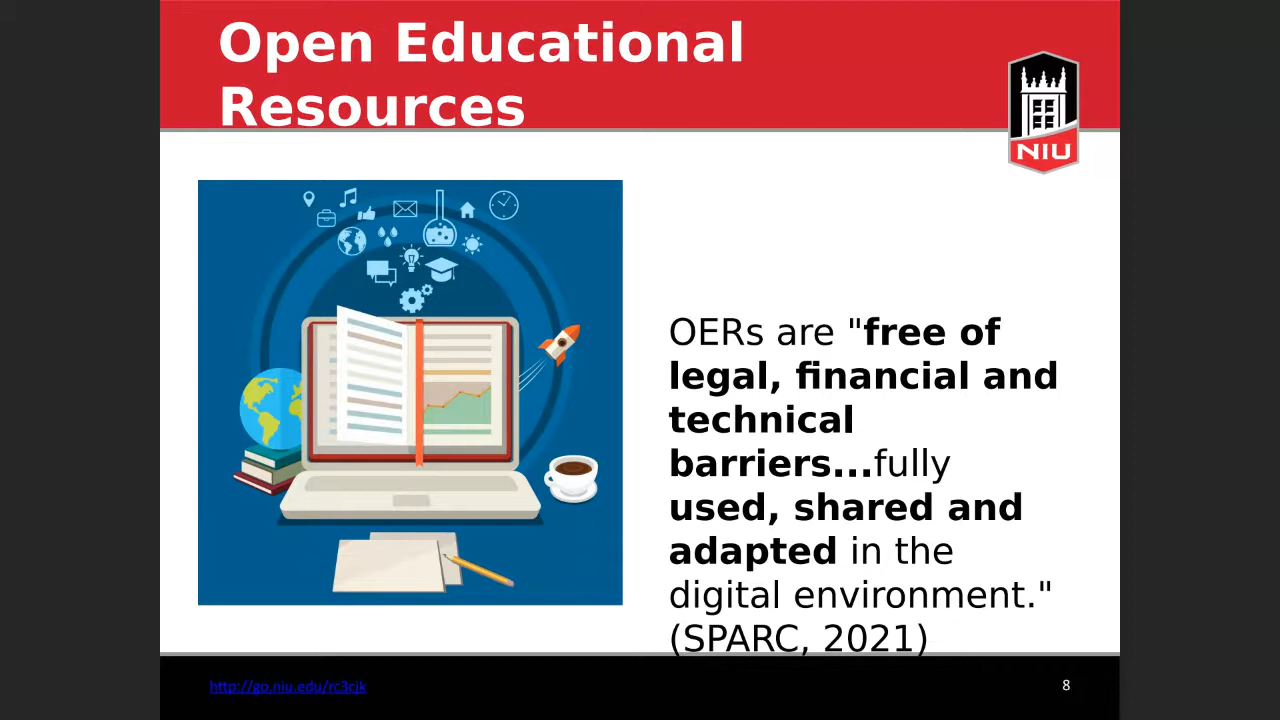 Open Educational
Resources
NIU
OERs are "free of
legal, financial and
technical
barriers...fully
used, shared and
adapted in the
digital environment."
(SPARC, 2021)
http://go.niu.edu/rc3cjk
8